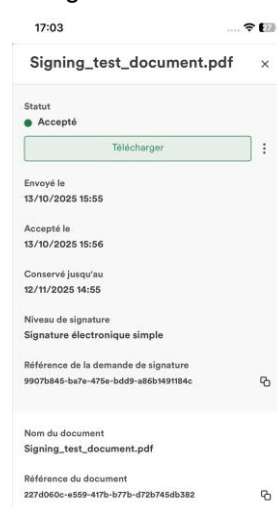 17:03
27
Signing_test_document.pdf ×
Statut
Accepté
Télécharger
Envoyé le
13/10/2025 15:55
Accepté le
13/10/2025 15:56
Conservé jusqu'au
12/11/2025 14:55
Niveau de signature
Signature électronique simple
Référence de la demande de signature
9907b845-ba7e-475e-bdd9-a86b1491184c
Nom du document
Signing_test_document.pdf
Référence du document
227d060c-e559-417b-b77b-d72b745db382